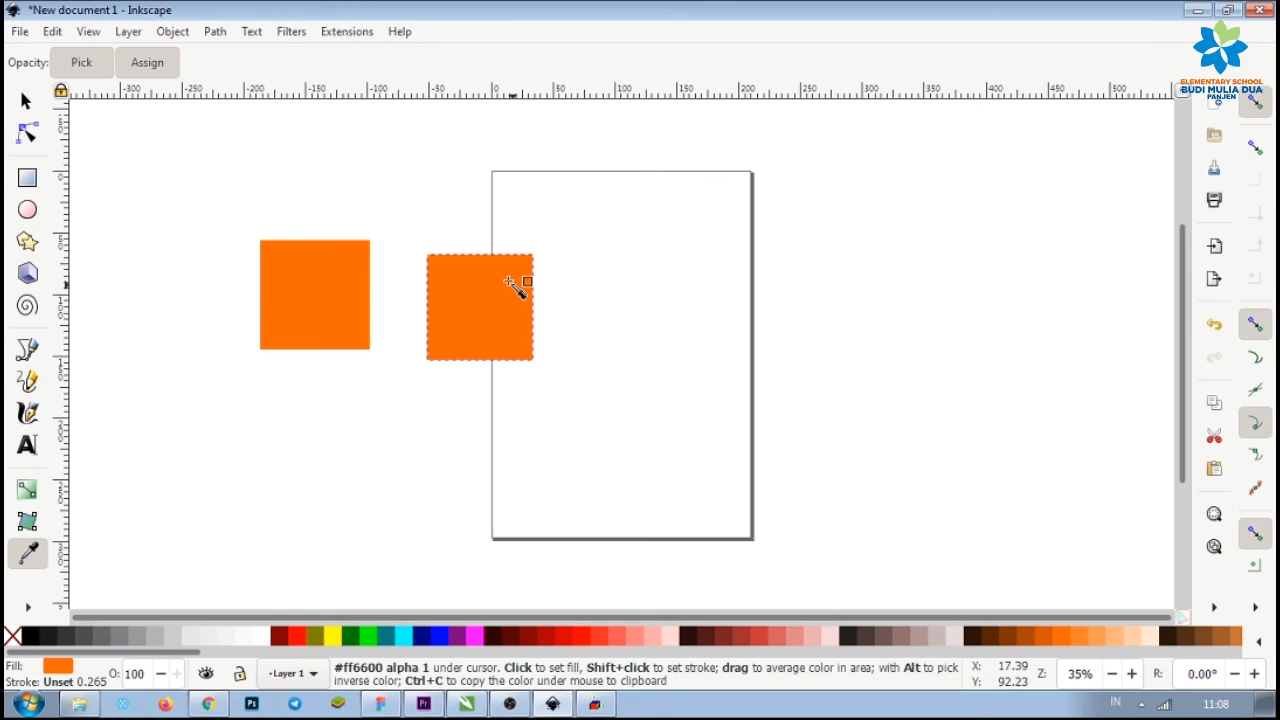 *New document 1 - Inkscape
File Edit View Layer Object Path Text Filters Extensions Help
ELEMENTARY SCHOOL
BUDI MULIA DUA
PANJEN
Opacity: Pick Assign
-300 -250 -200 -150 -100 -50 0 50 100 150 200 250 300 350 400 450 500
Fill:
Stroke: Unset 0.265
O: 100
Layer 1
#ff6600 alpha 1 under cursor. Click to set fill, Shift+click to set stroke; drag to average color in area; with Alt to pick
inverse color; Ctrl+C to copy the color under mouse to clipboard
X: 17.39
Y: 92.23
Z: 35%
R: 0.00°
IN 11:08